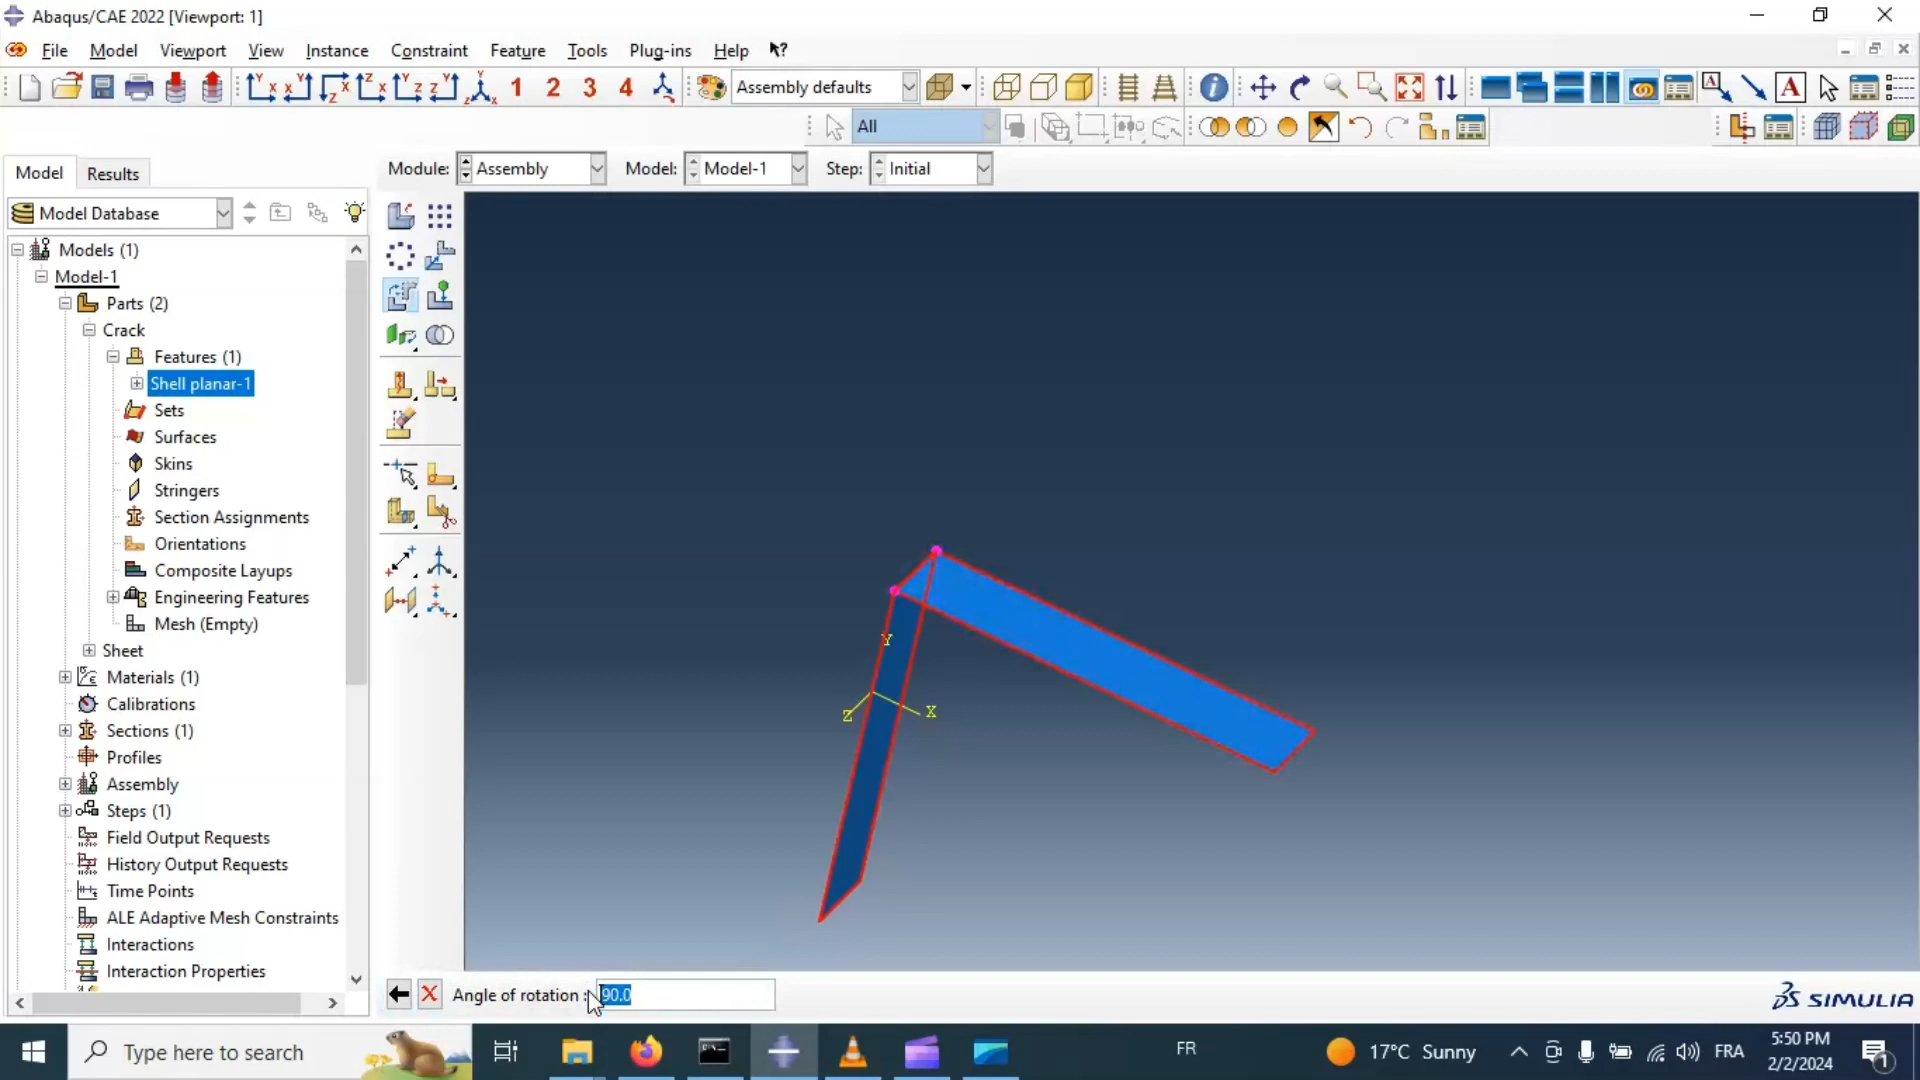 Abaqus/CAE 2022 [Viewport: 1]
File Model Viewport View Instance Constraint Feature Tools Plug-ins Help
1 2 3 4 Assembly defaults
All
Model Results Module: Assembly Model: Model-1 Step: Initial
Model Database
Models (1)
Model-1
Parts (2)
Crack
Features (1)
Shell planar-1
Sets
Surfaces
Skins
Stringers
Section Assignments
Orientations
Composite Layups
Engineering Features
Mesh (Empty)
Sheet
Materials (1)
Calibrations
Sections (1)
Profiles
Assembly
Steps (1)
Field Output Requests
History Output Requests
Time Points
ALE Adaptive Mesh Constraints
Interactions
Interaction Properties
Y
Z X
Angle of rotation : 90.0
SIMULIA
Type here to search
FR
17°C Sunny
FRA
5:50 PM
2/2/2024
1